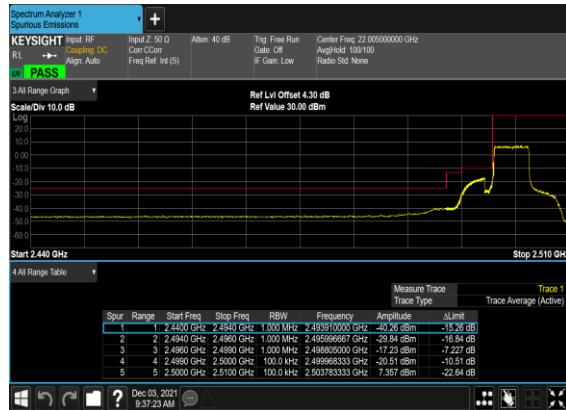 Spectrum Analyzer 1
Spurious Emissions
+
KEYSIGHT Input: RF Input Z: 50 Ω Atten: 40 dB Trig: Free Run Center Freq: 22.005000000 GHz
RL Coupling: DC Corr CCorr Gate: Off Avg|Hold: 100/100
Align: Auto Freq Ref: Int (S) IF Gain: Low Radio Std: None
PASS
3 All Range Graph
Ref Lvl Offset 4.30 dB
Scale/Div 10.0 dB Ref Value 30.00 dBm
Log
20.0
10.0
0.00
-10.0
-20.0
-30.0
-40.0
-50.0
-60.0
Start 2.440 GHz Stop 2.510 GHz
4 All Range Table
Measure Trace Trace 1
Trace Type Trace Average (Active)
Spur Range Start Freq Stop Freq RBW Frequency Amplitude ΔLimit
1 1 2.4400 GHz 2.4940 GHz 1.000 MHz 2.493910000 GHz -40.26 dBm -15.26 dB
2 2 2.4940 GHz 2.4960 GHz 1.000 MHz 2.495996667 GHz -29.84 dBm -16.84 dB
3 3 2.4960 GHz 2.4990 GHz 1.000 MHz 2.498805000 GHz -17.23 dBm -7.227 dB
4 4 2.4990 GHz 2.5000 GHz 100.0 kHz 2.499968333 GHz -20.51 dBm -10.51 dB
5 5 2.5000 GHz 2.5100 GHz 100.0 kHz 2.503783333 GHz 7.357 dBm -22.64 dB
? Dec 03, 2021
9:37:23 AM